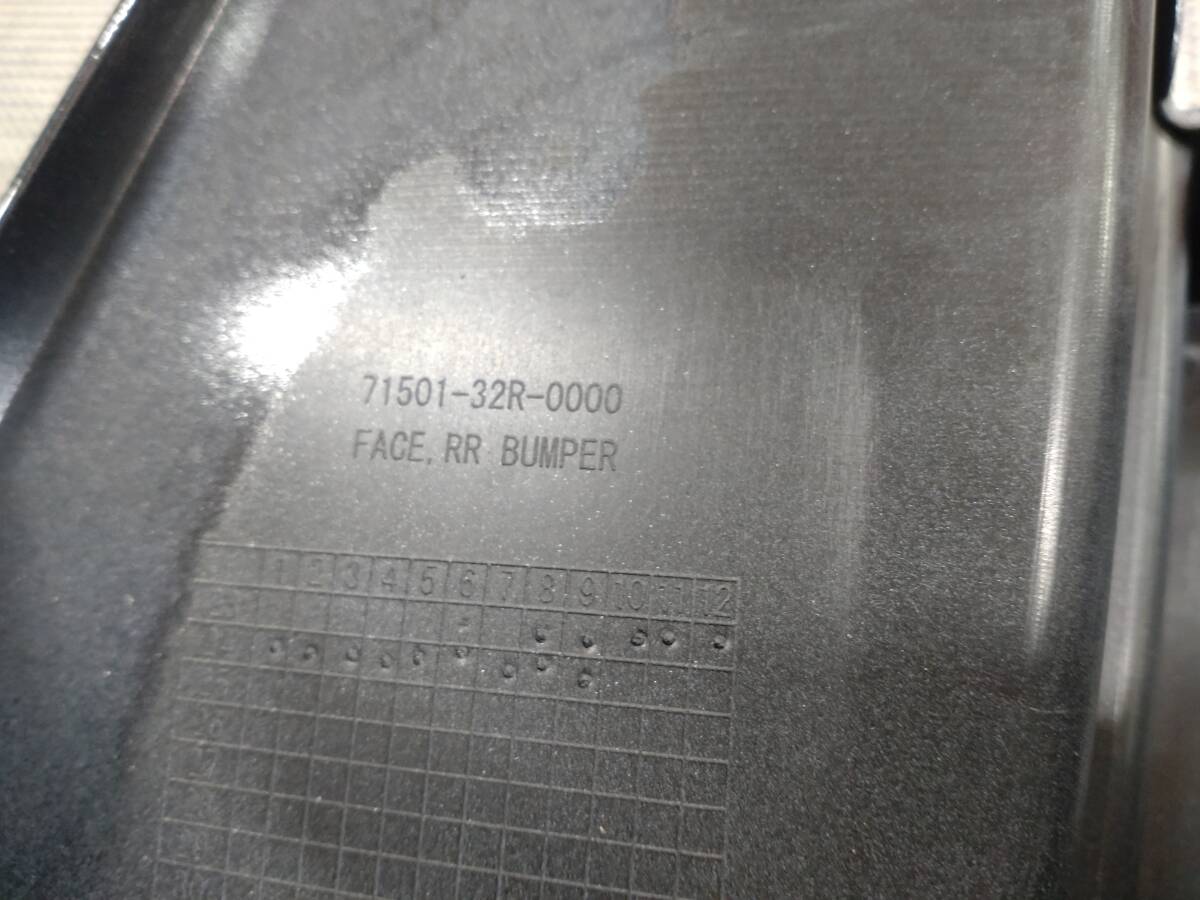 71501-32R-0000
FACE, RR BUMPER
1 2 3 4 5 6 7 8 9 10 11 12